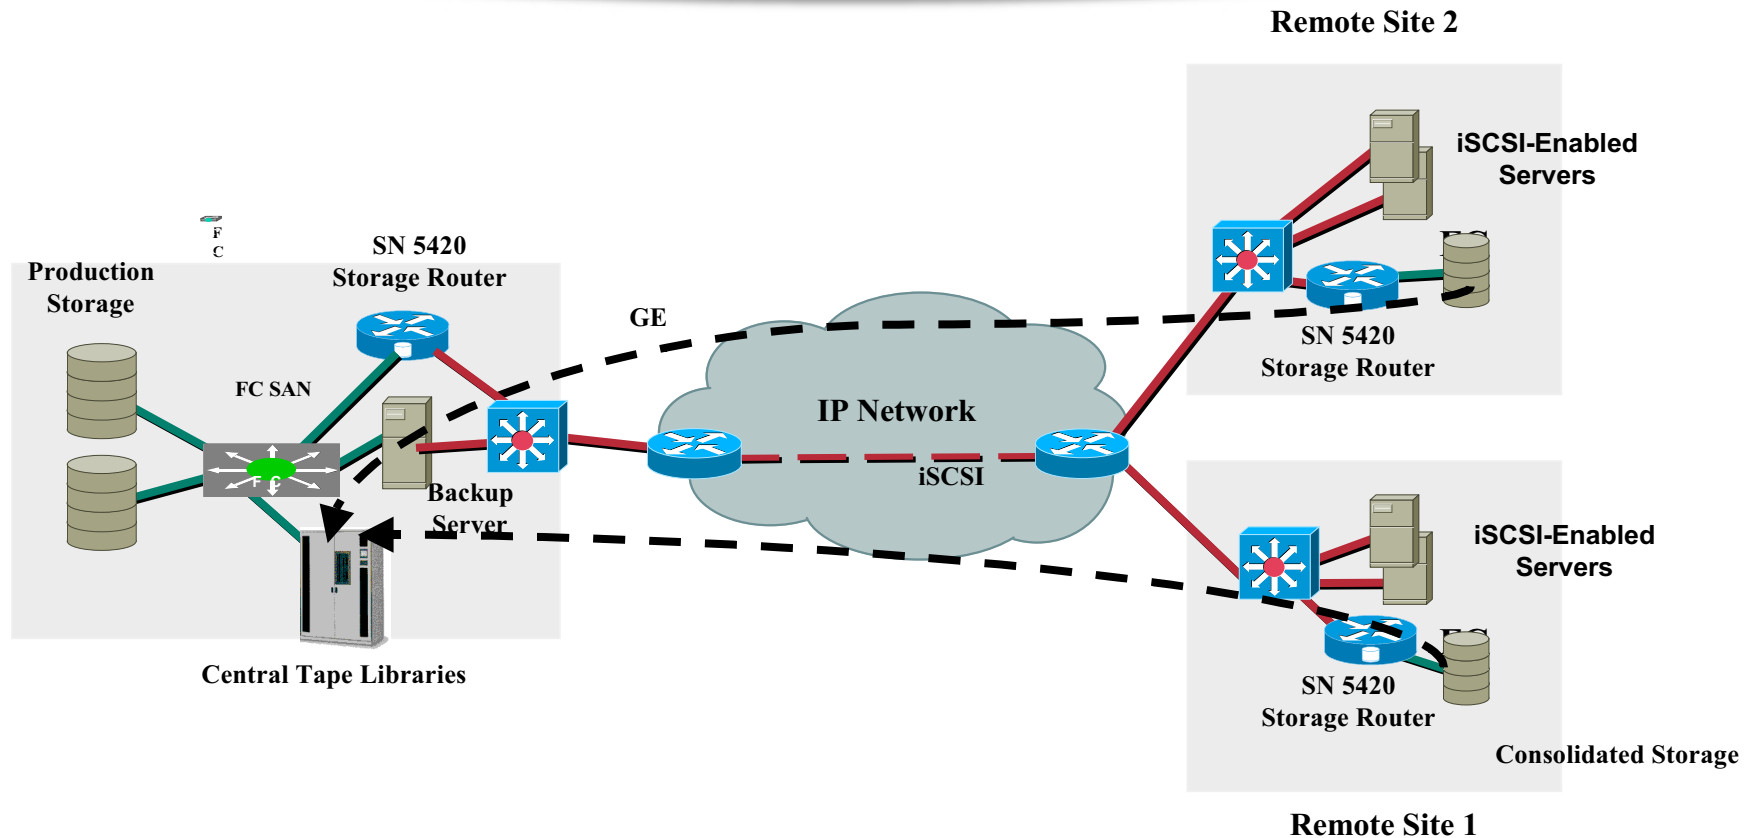 Remote Site 2
iSCSI-Enabled
Servers
F
C
SN 5420
Storage Router
Production
Storage
FC
GE
SN 5420
Storage Router
FC SAN
IP Network
iSCSI
F C
Backup
Server
iSCSI-Enabled
Servers
FC
Central Tape Libraries
SN 5420
Storage Router
Consolidated Storage
Remote Site 1